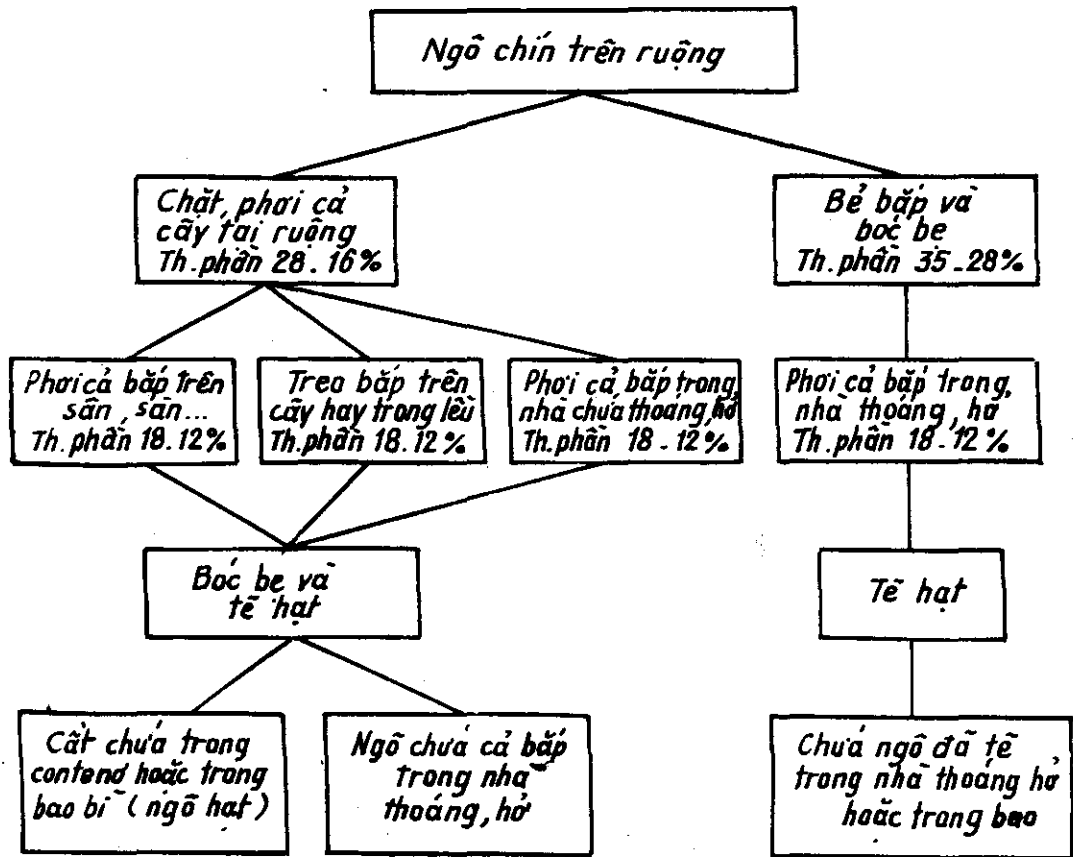 Ngô chín trên ruộng
Chặt, phơi cả
cây tại ruộng
Th.phần 28.16%
Bẻ bắp và
bóc bẹ
Th.phần 35-28%
Phơi cả bắp trên
sân, sàn...
Th.phần 18.12%
Treo bắp trên
cây hay trong lều
Th.phần 18.12%
Phơi cả bắp trong,
nhà chứa thoáng, hở
Th.phần 18-12%
Phơi cả bắp trong,
nhà thoáng, hở
Th.phần 18-12%
Bóc bẹ và
tẽ hạt
Tẽ hạt
Cất chứa trong
contend hoặc trong
bao bì (ngô hạt)
Ngô chứa cả bắp
trong nhà
thoáng, hở
Chứa ngô đã tẽ
trong nhà thoáng hở
hoặc trong bao